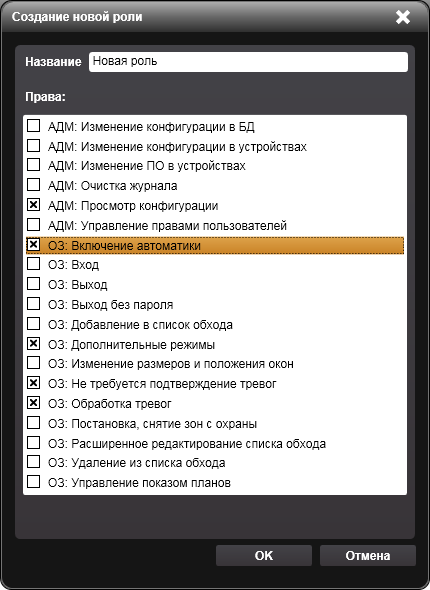 Создание новой роли
Название Новая роль
Права:
АДМ: Изменение конфигурации в БД
АДМ: Изменение конфигурации в устройствах
АДМ: Изменение ПО в устройствах
АДМ: Очистка журнала
АДМ: Просмотр конфигурации
АДМ: Управление правами пользователей
ОЗ: Включение автоматики
ОЗ: Вход
ОЗ: Выход
ОЗ: Выход без пароля
ОЗ: Добавление в список обхода
ОЗ: Дополнительные режимы
ОЗ: Изменение размеров и положения окон
ОЗ: Не требуется подтверждение тревог
ОЗ: Обработка тревог
ОЗ: Постановка, снятие зон с охраны
ОЗ: Расширенное редактирование списка обхода
ОЗ: Удаление из списка обхода
ОЗ: Управление показом планов
OK Отмена